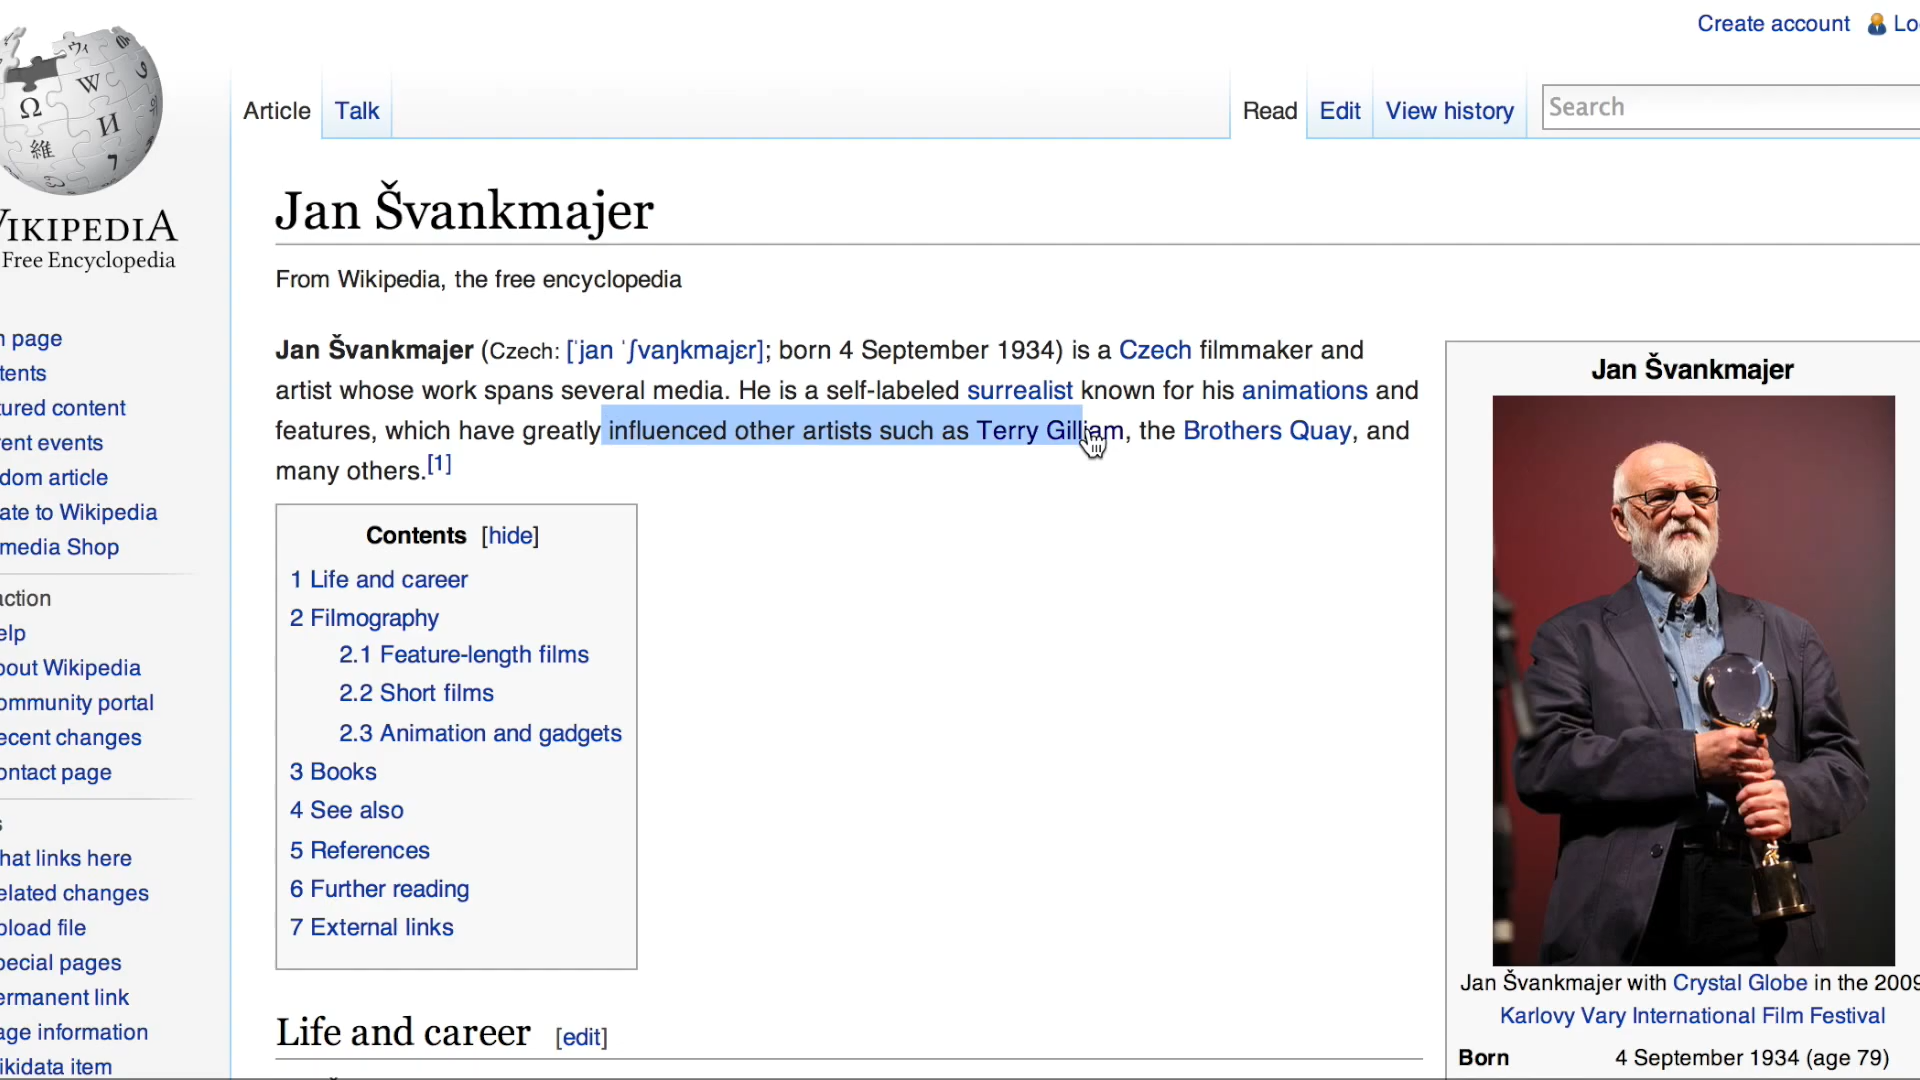 Create account Lo
Article Talk Read Edit View history Search
WIKIPEDIA
Free Encyclopedia
Jan Švankmajer
From Wikipedia, the free encyclopedia
Jan Švankmajer (Czech: [ˈjan ˈʃvaŋkmajɛr]; born 4 September 1934) is a Czech filmmaker and
artist whose work spans several media. He is a self-labeled surrealist known for his animations and
features, which have greatly influenced other artists such as Terry Gilliam, the Brothers Quay, and
many others.[1]
n page
tents
tured content
rent events
dom article
ate to Wikipedia
media Shop
action
elp
bout Wikipedia
ommunity portal
ecent changes
ontact page
s
hat links here
elated changes
pload file
pecial pages
ermanent link
age information
ikidata item
Contents [hide]
1 Life and career
2 Filmography
2.1 Feature-length films
2.2 Short films
2.3 Animation and gadgets
3 Books
4 See also
5 References
6 Further reading
7 External links
Life and career [edit]
Jan Švankmajer
Jan Švankmajer with Crystal Globe in the 2009
Karlovy Vary International Film Festival
Born 4 September 1934 (age 79)